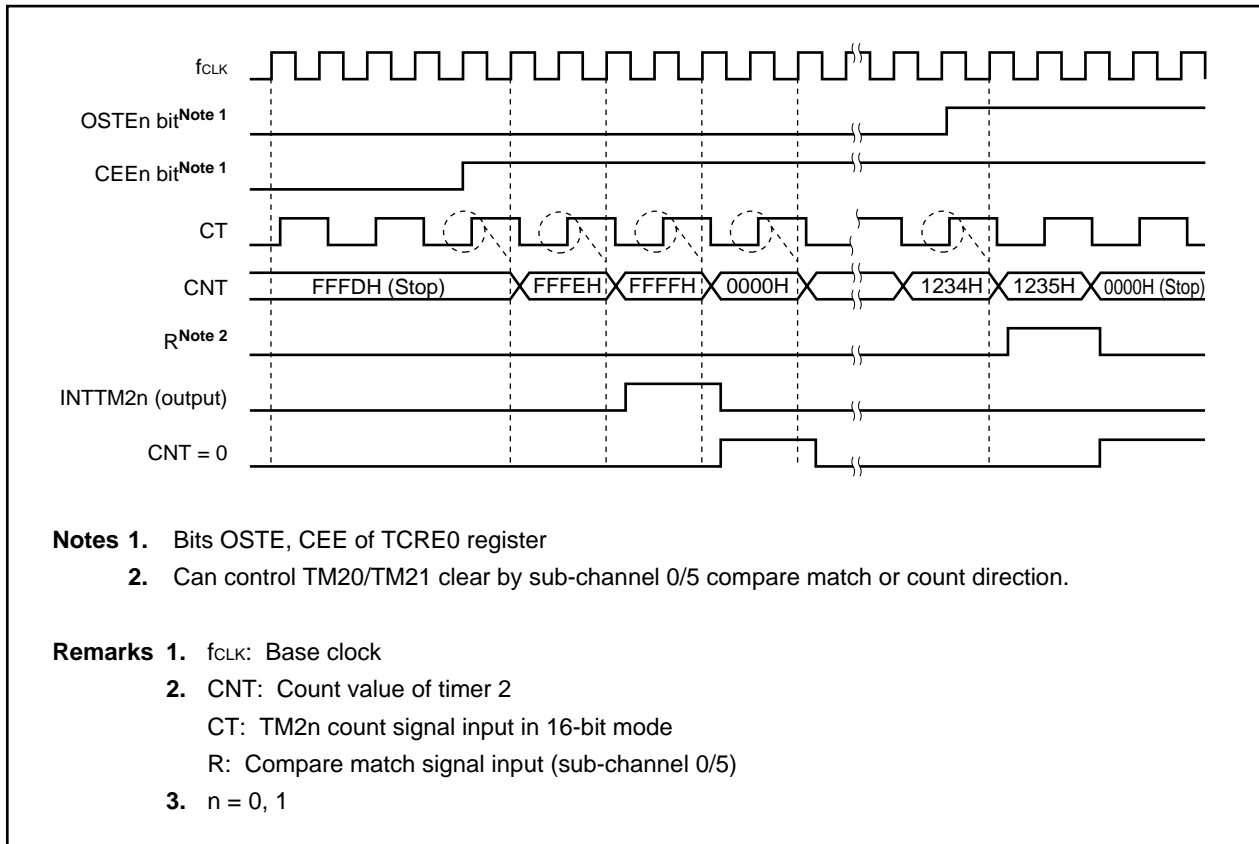 fCLK
OSTEn bitNote 1
CEEn bitNote 1
CT
CNT FFFDH (Stop) FFFEH FFFFH 0000H 1234H 1235H 0000H (Stop)
RNote 2
INTTM2n (output)
CNT = 0
Notes 1. Bits OSTE, CEE of TCRE0 register
2. Can control TM20/TM21 clear by sub-channel 0/5 compare match or count direction.
Remarks 1. fCLK: Base clock
2. CNT: Count value of timer 2
CT: TM2n count signal input in 16-bit mode
R: Compare match signal input (sub-channel 0/5)
3. n = 0, 1